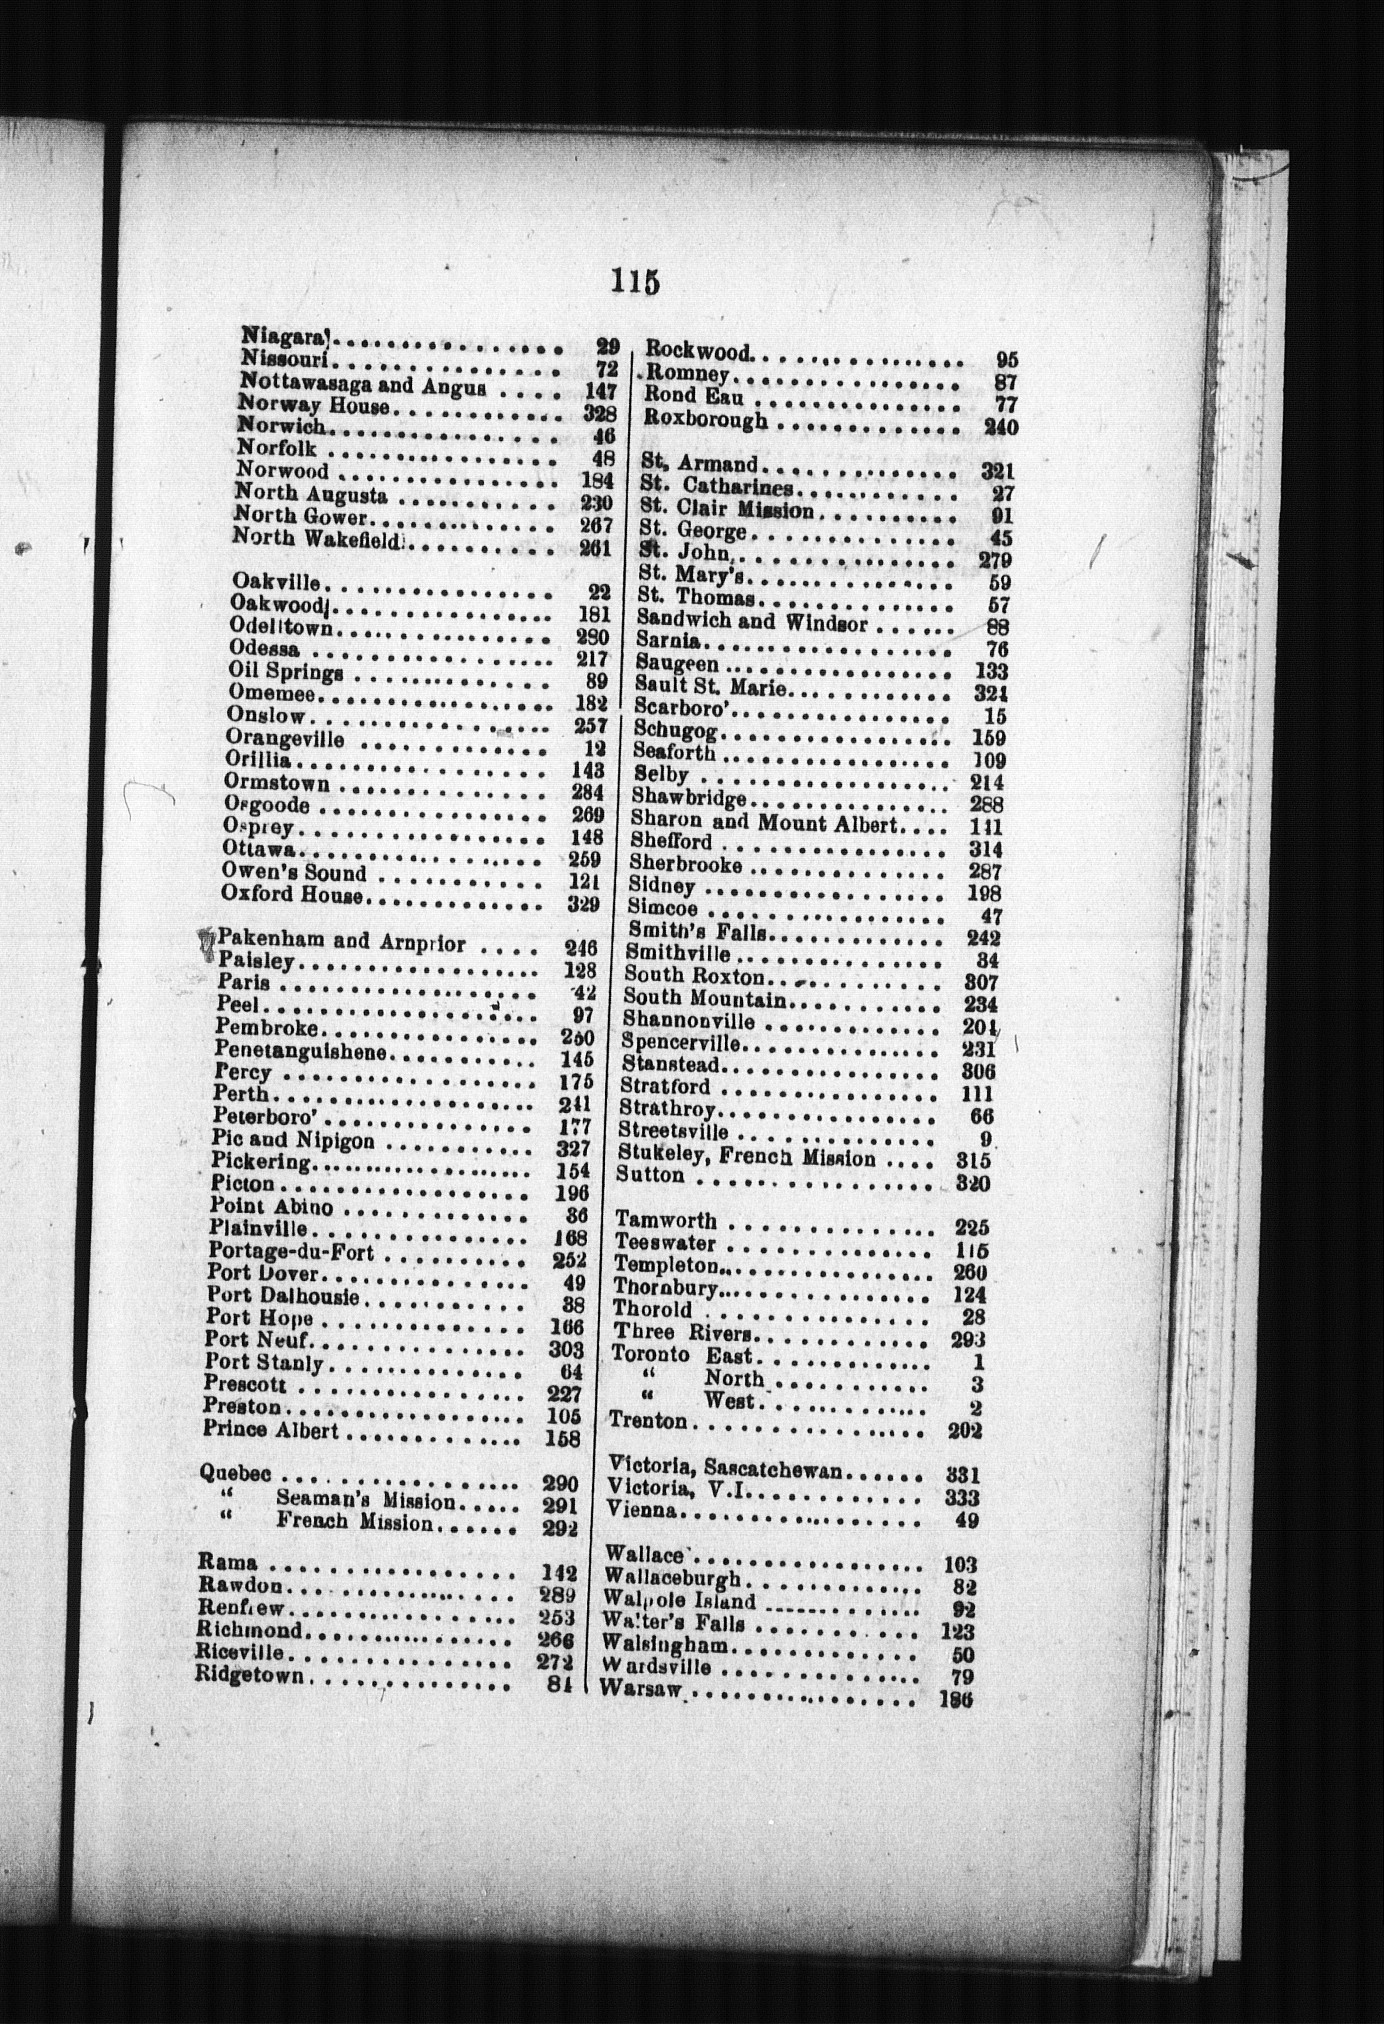 115
Niagara ................ 29
Nissouri ................ 72
Nottawasaga and Angus .... 147
Norway House ............ 328
Norwich ................ 46
Norfolk ................ 48
Norwood ................ 184
North Augusta ........... 230
North Gower ............. 267
North Wakefield .......... 261
Oakville ................ 22
Oakwood ................ 181
Odelltown ................ 280
Odessa ................ 217
Oil Springs .............. 89
Omemee ................ 182
Onslow ................ 257
Orangeville .............. 12
Orillia ................ 143
Ormstown ............... 284
Osgoode ................ 269
Osprey ................ 148
Ottawa ................ 259
Owen's Sound ............ 121
Oxford House ............. 329
Pakenham and Arnprior .... 246
Paisley ................ 128
Paris ................ 42
Peel ................ 97
Pembroke ................ 250
Penetanguishene ........... 145
Percy ................ 175
Perth ................ 241
Peterboro' ............... 177
Pic and Nipigon ........... 327
Pickering ................ 154
Picton ................ 196
Point Abino .............. 36
Plainville ................ 168
Portage-du-Fort .......... 252
Port Dover ............... 49
Port Dalhousie ............ 38
Port Hope ............... 166
Port Neuf ................ 303
Port Stanly .............. 64
Prescott ................ 227
Preston ................ 105
Prince Albert ............. 158
Quebec ................ 290
“ Seaman's Mission ..... 291
“ French Mission ...... 292
Rama ................ 142
Rawdon ................ 289
Renfrew ................ 253
Richmond ................ 266
Riceville ................ 272
Ridgetown ............... 84
Rockwood ................ 95
Romney ................ 87
Rond Eau ............... 77
Roxborough ............. 240
St. Armand .............. 321
St. Catharines ............ 27
St. Clair Mission .......... 91
St. George ............... 45
St. John ................ 279
St. Mary's ............... 59
St. Thomas .............. 57
Sandwich and Windsor ...... 88
Sarnia ................ 76
Saugeen ................ 133
Sault St. Marie ............ 324
Scarboro' ................ 15
Schugog ................ 159
Seaforth ................ 109
Selby ................ 214
Shawbridge ............... 288
Sharon and Mount Albert .... 141
Shefford ................ 314
Sherbrooke .............. 287
Sidney ................ 198
Simcoe ................ 47
Smith's Falls ............. 242
Smithville ............... 34
South Roxton ............. 307
South Mountain ........... 234
Shannonville ............. 201
Spencerville .............. 231
Stanstead ................ 306
Stratford ................ 111
Strathroy ................ 66
Streetsville .............. 9
Stukeley, French Mission .... 315
Sutton ................ 320
Tamworth ............... 225
Teeswater ............... 115
Templeton ................ 260
Thornbury ................ 124
Thorold ................ 28
Three Rivers ............. 293
Toronto East ............. 1
“ North ............ 3
“ West ............. 2
Trenton ................ 202
Victoria, Sascatchewan ...... 331
Victoria, V.I. ............ 333
Vienna ................ 49
Wallace ................ 103
Wallaceburgh ............. 82
Walpole Island ............ 92
Walter's Falls ............ 123
Walsingham .............. 50
Wardsville ............... 79
Warsaw ................ 186